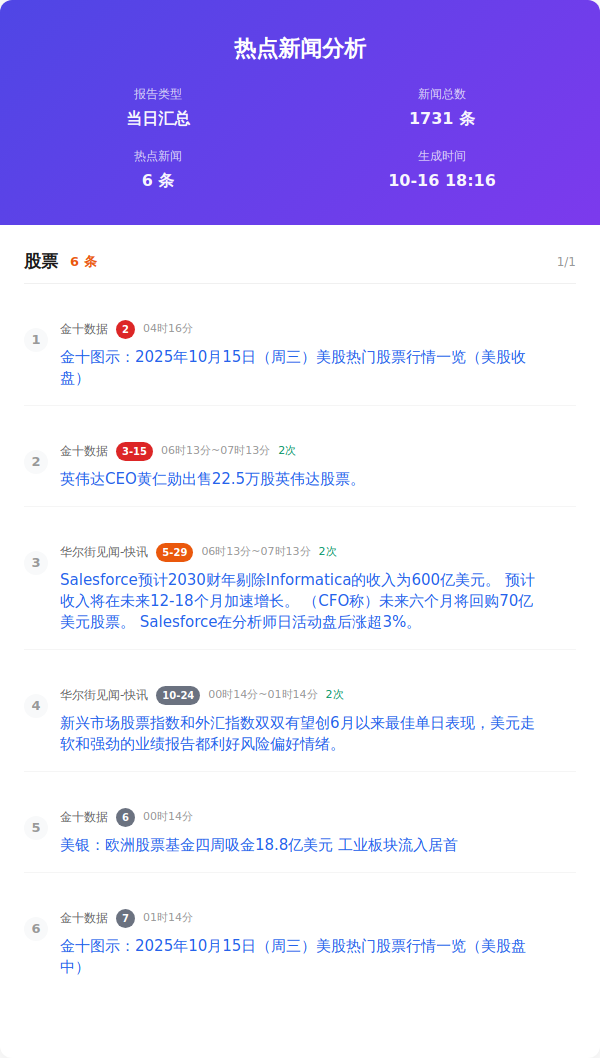 热点新闻分析
报告类型
当日汇总
新闻总数
1731 条
热点新闻
6 条
生成时间
10-16 18:16
股票 6 条 1/1
1
金十数据 2 04时16分
金十图示：2025年10月15日（周三）美股热门股票行情一览（美股收
盘）
2
金十数据 3-15 06时13分~07时13分 2次
英伟达CEO黄仁勋出售22.5万股英伟达股票。
3
华尔街见闻-快讯 5-29 06时13分~07时13分 2次
Salesforce预计2030财年剔除Informatica的收入为600亿美元。 预计
收入将在未来12-18个月加速增长。 （CFO称）未来六个月将回购70亿
美元股票。 Salesforce在分析师日活动盘后涨超3%。
4
华尔街见闻-快讯 10-24 00时14分~01时14分 2次
新兴市场股票指数和外汇指数双双有望创6月以来最佳单日表现，美元走
软和强劲的业绩报告都利好风险偏好情绪。
5
金十数据 6 00时14分
美银：欧洲股票基金四周吸金18.8亿美元 工业板块流入居首
6
金十数据 7 01时14分
金十图示：2025年10月15日（周三）美股热门股票行情一览（美股盘
中）